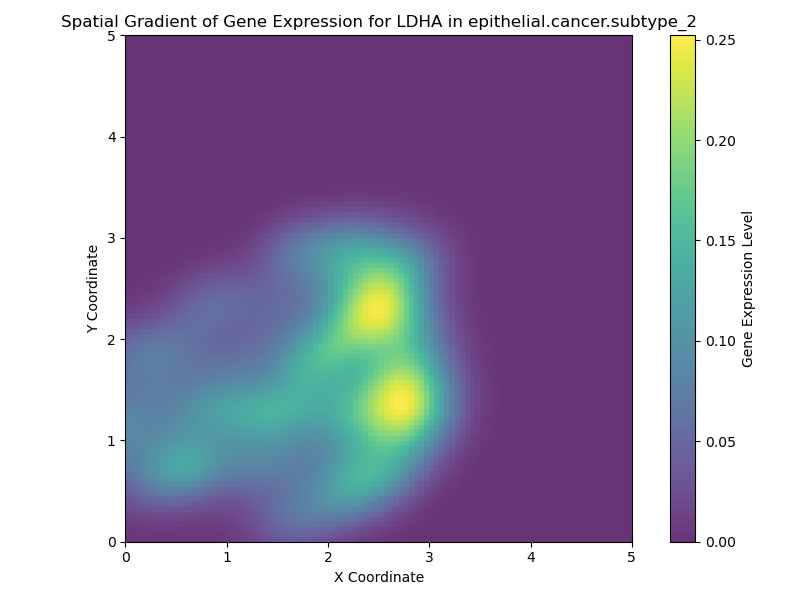 Spatial Gradient of Gene Expression for LDHA in epithelial.cancer.subtype_2
5
4
3
2
1
0
Y Coordinate
0 1 2 3 4 5
X Coordinate
0.25
0.20
0.15
0.10
0.05
0.00
Gene Expression Level